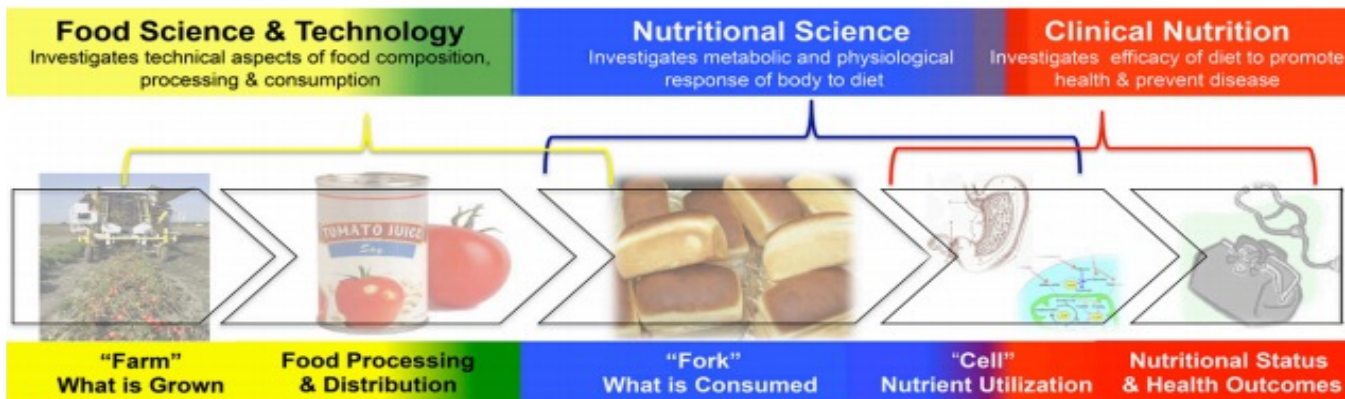 Food Science & Technology
Investigates technical aspects of food composition,
processing & consumption
Nutritional Science
Investigates metabolic and physiological
response of body to diet
Clinical Nutrition
Investigates efficacy of diet to promote
health & prevent disease
TOMATO JUICE
Soy
"Farm"
What is Grown
Food Processing
& Distribution
"Fork"
What is Consumed
"Cell"
Nutrient Utilization
Nutritional Status
& Health Outcomes